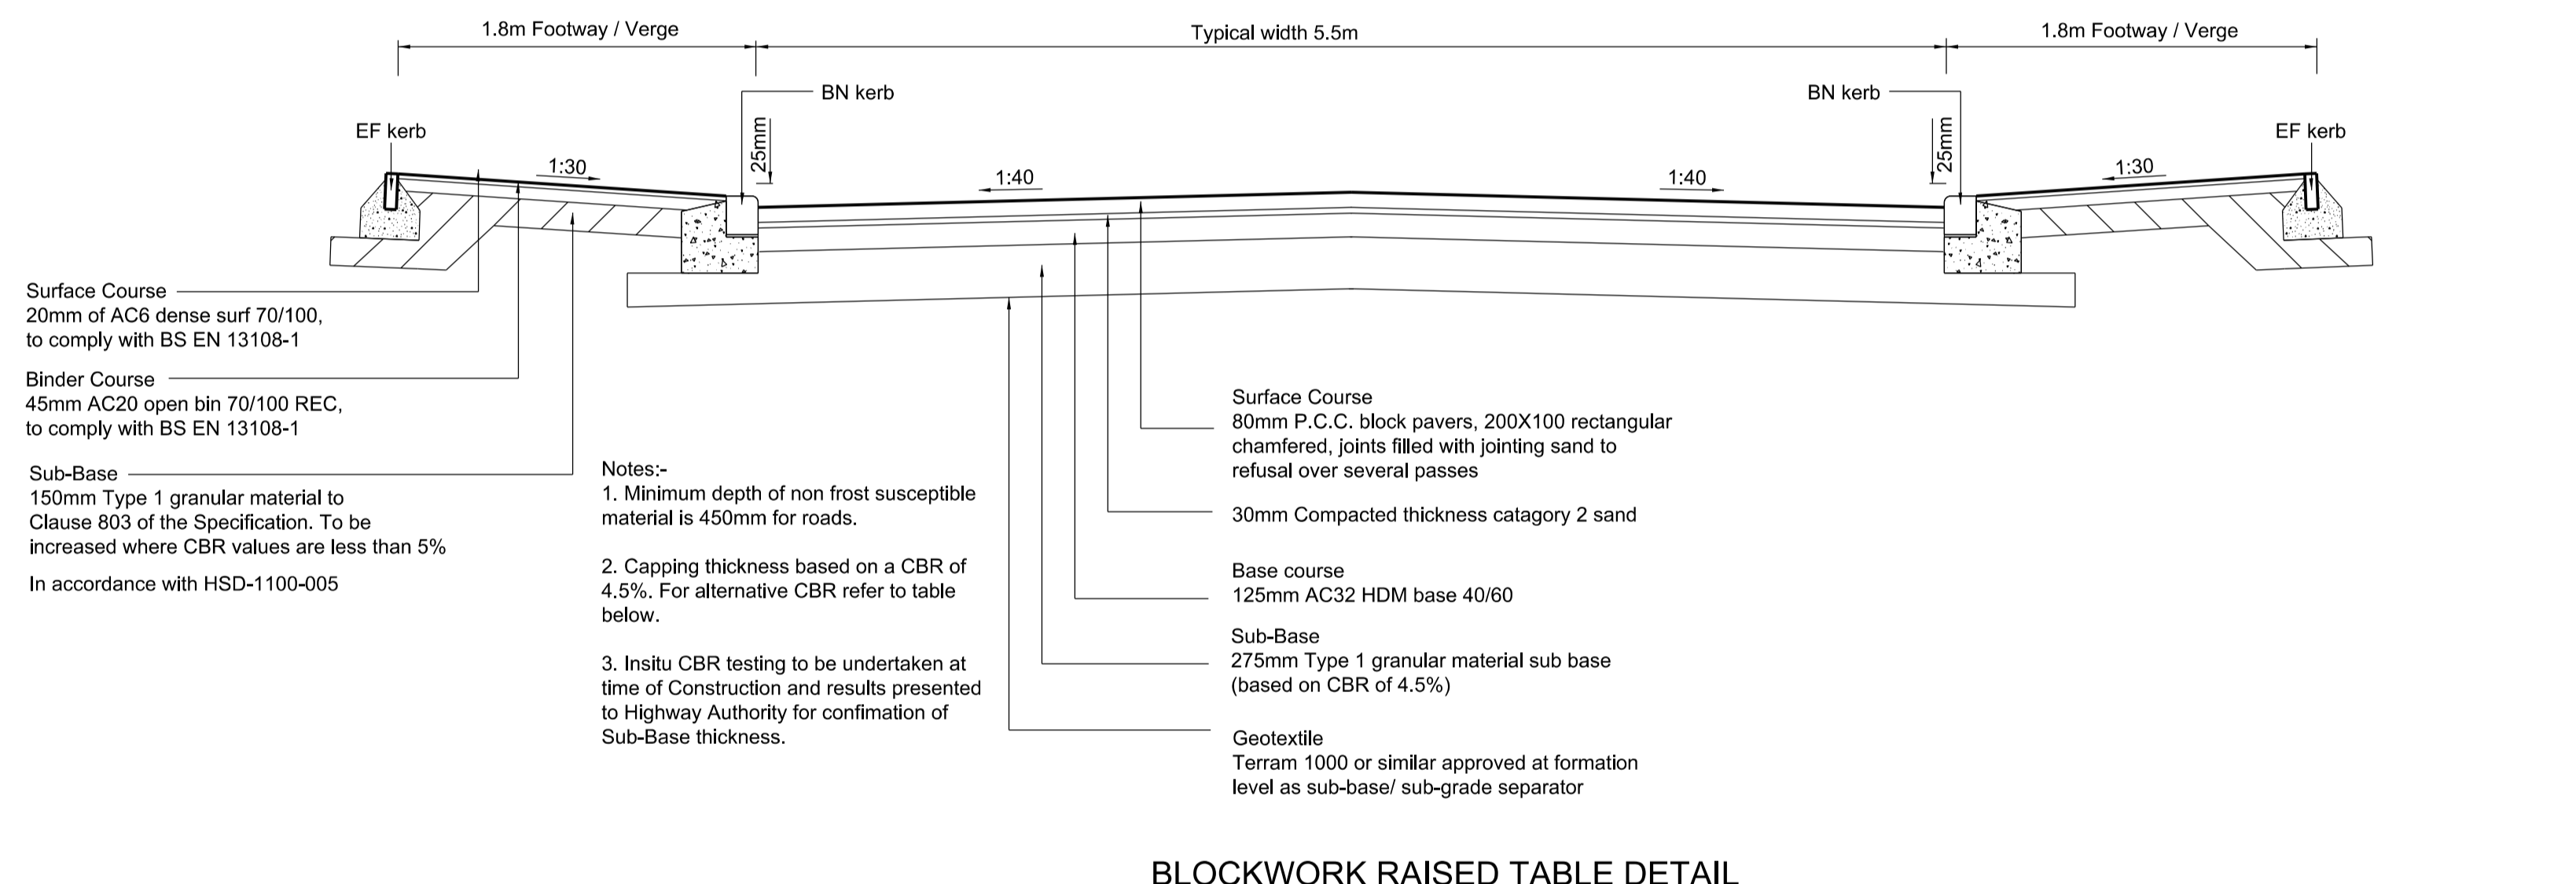 1.8m Footway / Verge
Typical width 5.5m
1.8m Footway / Verge
BN kerb
BN kerb
EF kerb
25mm
25mm
EF kerb
1:30
1:40
1:40
1:30
Surface Course
20mm of AC6 dense surf 70/100,
to comply with BS EN 13108-1
Binder Course
45mm AC20 open bin 70/100 REC,
to comply with BS EN 13108-1
Sub-Base
150mm Type 1 granular material to
Clause 803 of the Specification. To be
increased where CBR values are less than 5%
In accordance with HSD-1100-005
Notes:-
1. Minimum depth of non frost susceptible
material is 450mm for roads.
2. Capping thickness based on a CBR of
4.5%. For alternative CBR refer to table
below.
3. Insitu CBR testing to be undertaken at
time of Construction and results presented
to Highway Authority for confimation of
Sub-Base thickness.
Surface Course
80mm P.C.C. block pavers, 200X100 rectangular
chamfered, joints filled with jointing sand to
refusal over several passes
30mm Compacted thickness catagory 2 sand
Base course
125mm AC32 HDM base 40/60
Sub-Base
275mm Type 1 granular material sub base
(based on CBR of 4.5%)
Geotextile
Terram 1000 or similar approved at formation
level as sub-base/ sub-grade separator
BLOCKWORK RAISED TABLE DETAIL